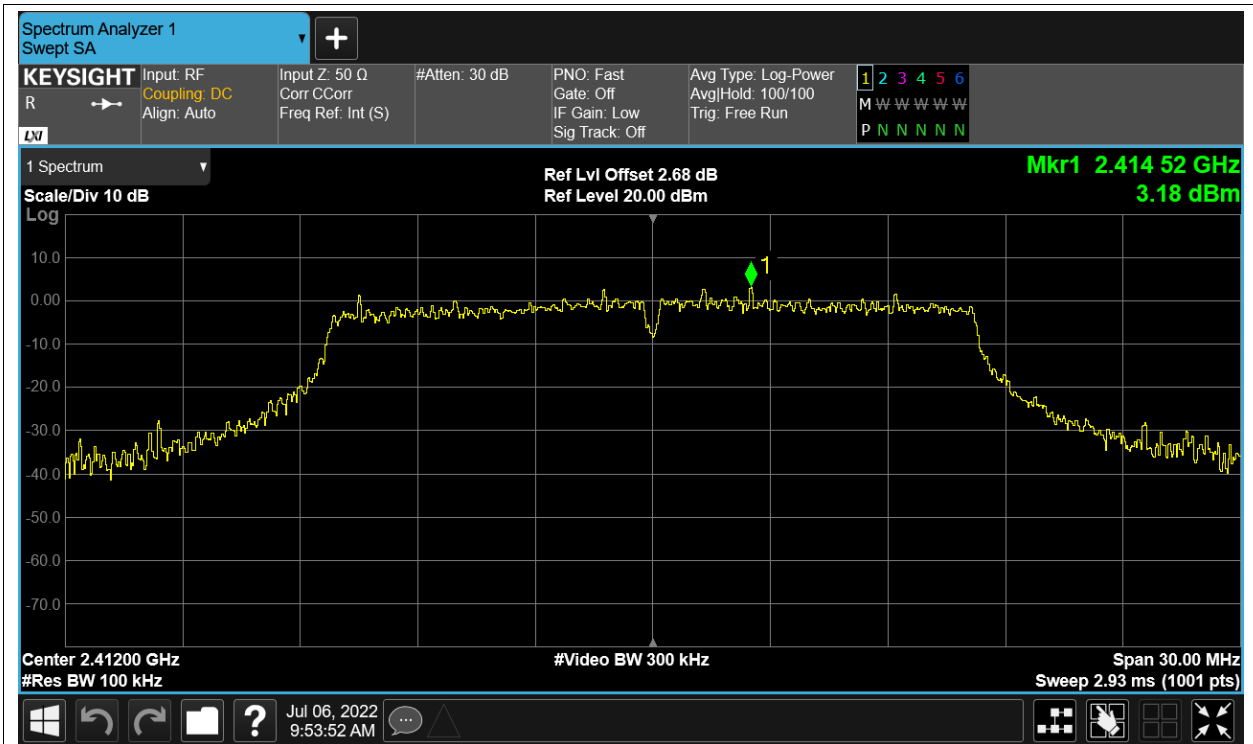 Spectrum Analyzer 1
Swept SA
KEYSIGHT
R
LXI
Input: RF
Coupling: DC
Align: Auto
Input Z: 50 Ω
Corr CCorr
Freq Ref: Int (S)
#Atten: 30 dB
PNO: Fast
Gate: Off
IF Gain: Low
Sig Track: Off
Avg Type: Log-Power
Avg|Hold: 100/100
Trig: Free Run
1 2 3 4 5 6
M W W W W W
P N N N N N
1 Spectrum
Scale/Div 10 dB
Log
Ref Lvl Offset 2.68 dB
Ref Level 20.00 dBm
Mkr1 2.414 52 GHz
3.18 dBm
1
10.0
0.00
-10.0
-20.0
-30.0
-40.0
-50.0
-60.0
-70.0
Center 2.41200 GHz
#Res BW 100 kHz
#Video BW 300 kHz
Span 30.00 MHz
Sweep 2.93 ms (1001 pts)
?
Jul 06, 2022
9:53:52 AM